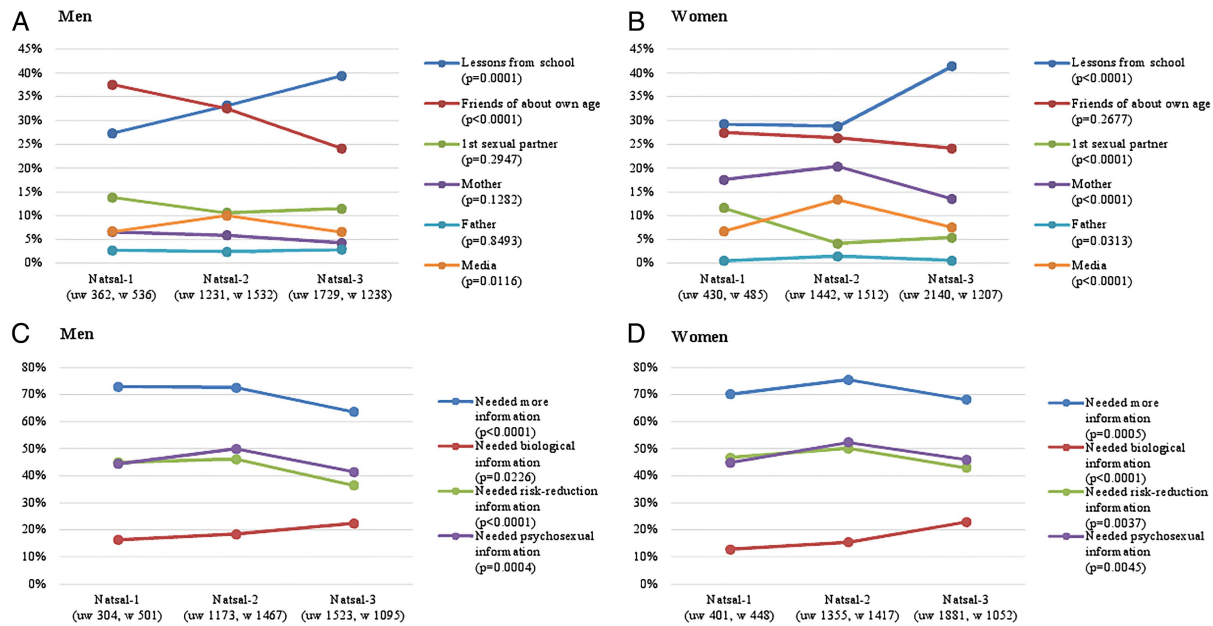 A Men
45%
40%
35%
30%
25%
20%
15%
10%
5%
0%
Natsal-1
(uw 362, w 536)
Natsal-2
(uw 1231, w 1532)
Natsal-3
(uw 1729, w 1238)
Lessons from school
(p=0.0001)
Friends of about own age
(p<0.0001)
1st sexual partner
(p=0.2947)
Mother
(p=0.1282)
Father
(p=0.8493)
Media
(p=0.0116)
B Women
45%
40%
35%
30%
25%
20%
15%
10%
5%
0%
Natsal-1
(uw 430, w 485)
Natsal-2
(uw 1442, w 1512)
Natsal-3
(uw 2140, w 1207)
Lessons from school
(p<0.0001)
Friends of about own age
(p=0.2677)
1st sexual partner
(p<0.0001)
Mother
(p<0.0001)
Father
(p=0.0313)
Media
(p<0.0001)
C Men
80%
70%
60%
50%
40%
30%
20%
10%
0%
Natsal-1
(uw 304, w 501)
Natsal-2
(uw 1173, w 1467)
Natsal-3
(uw 1523, w 1095)
Needed more
information
(p<0.0001)
Needed biological
information
(p=0.0226)
Needed risk-reduction
information
(p<0.0001)
Needed psychosexual
information
(p=0.0004)
D Women
80%
70%
60%
50%
40%
30%
20%
10%
0%
Natsal-1
(uw 401, w 448)
Natsal-2
(uw 1355, w 1417)
Natsal-3
(uw 1881, w 1052)
Needed more
information
(p=0.0005)
Needed biological
information
(p<0.0001)
Needed risk-reduction
information
(p=0.0037)
Needed psychosexual
information
(p=0.0045)